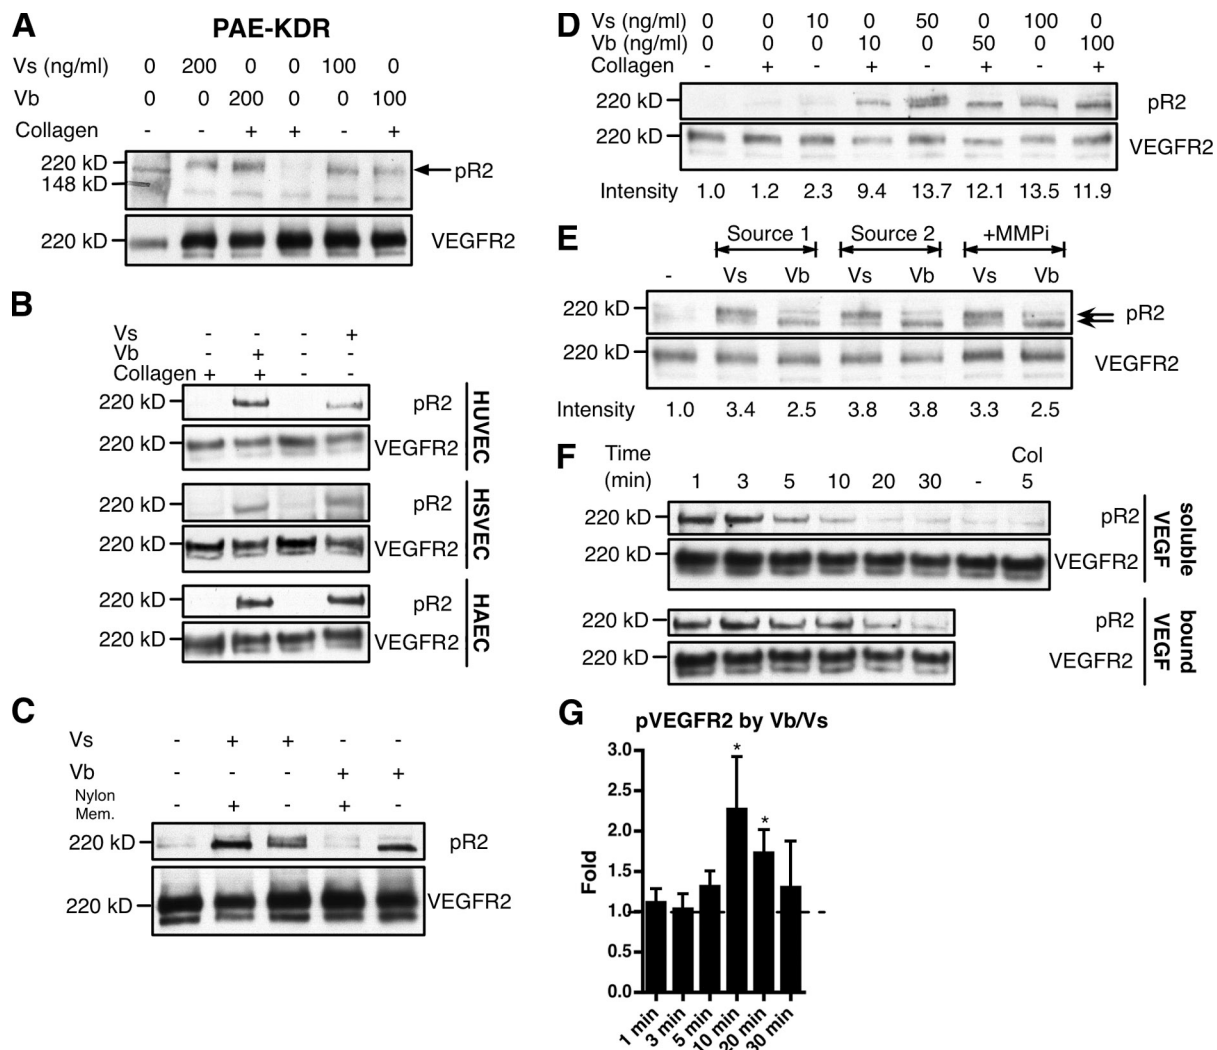 A
PAE-KDR
Vs (ng/ml) 0 200 0 0 100 0
Vb 0 0 200 0 0 100
Collagen - - + + - +
220 kD
148 kD
pR2
220 kD
VEGFR2
B
Vs - - - +
Vb - + - -
Collagen + + - -
220 kD pR2
220 kD VEGFR2
HUVEC
220 kD pR2
220 kD VEGFR2
HSVEC
220 kD pR2
220 kD VEGFR2
HAEC
C
Vs - + + - -
Vb - - - + +
Nylon
Mem. - + - + -
220 kD pR2
220 kD VEGFR2
D
Vs (ng/ml) 0 0 10 0 50 0 100 0
Vb (ng/ml) 0 0 0 10 0 50 0 100
Collagen - + - + - + - +
220 kD pR2
220 kD VEGFR2
Intensity 1.0 1.2 2.3 9.4 13.7 12.1 13.5 11.9
E
Source 1 Source 2 +MMPi
- Vs Vb Vs Vb Vs Vb
220 kD pR2
220 kD VEGFR2
Intensity 1.0 3.4 2.5 3.8 3.8 3.3 2.5
F
Time Col
(min) 1 3 5 10 20 30 - 5
220 kD pR2
220 kD VEGFR2
soluble
VEGF
220 kD pR2
220 kD VEGFR2
bound
VEGF
G
pVEGFR2 by Vb/Vs
Fold
3.0
2.5
2.0
1.5
1.0
0.5
0.0
* *
1 min 3 min 5 min 10 min 20 min 30 min